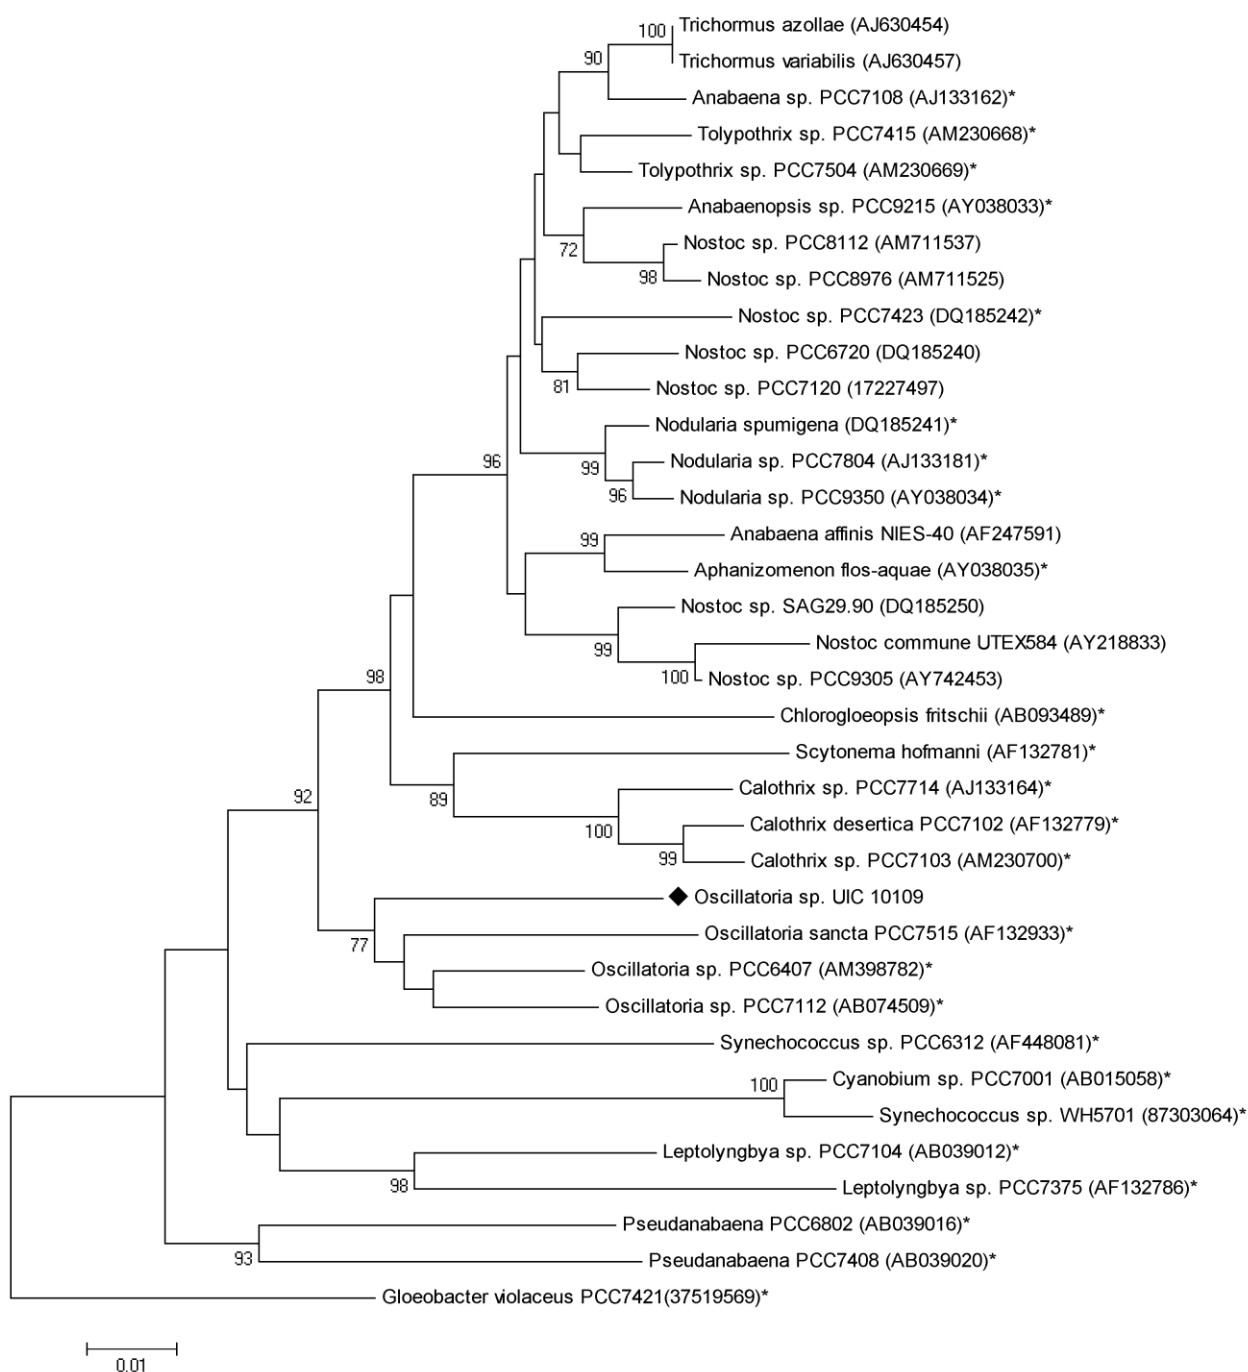 100
Trichormus azollae (AJ630454)
90
Trichormus variabilis (AJ630457)
Anabaena sp. PCC7108 (AJ133162)*
Tolypothrix sp. PCC7415 (AM230668)*
Tolypothrix sp. PCC7504 (AM230669)*
Anabaenopsis sp. PCC9215 (AY038033)*
72
Nostoc sp. PCC8112 (AM711537)
98
Nostoc sp. PCC8976 (AM711525)
Nostoc sp. PCC7423 (DQ185242)*
Nostoc sp. PCC6720 (DQ185240)
81
Nostoc sp. PCC7120 (17227497)
Nodularia spumigena (DQ185241)*
96
99
Nodularia sp. PCC7804 (AJ133181)*
96
Nodularia sp. PCC9350 (AY038034)*
Anabaena affinis NIES-40 (AF247591)
99
Aphanizomenon flos-aquae (AY038035)*
Nostoc sp. SAG29.90 (DQ185250)
99
Nostoc commune UTEX584 (AY218833)
98
100
Nostoc sp. PCC9305 (AY742453)
Chlorogloeopsis fritschii (AB093489)*
Scytonema hofmanni (AF132781)*
92
89
Calothrix sp. PCC7714 (AJ133164)*
100
Calothrix desertica PCC7102 (AF132779)*
99
Calothrix sp. PCC7103 (AM230700)*
Oscillatoria sp. UIC 10109
77
Oscillatoria sancta PCC7515 (AF132933)*
Oscillatoria sp. PCC6407 (AM398782)*
Oscillatoria sp. PCC7112 (AB074509)*
Synechococcus sp. PCC6312 (AF448081)*
100
Cyanobium sp. PCC7001 (AB015058)*
Synechococcus sp. WH5701 (87303064)*
Leptolyngbya sp. PCC7104 (AB039012)*
98
Leptolyngbya sp. PCC7375 (AF132786)*
Pseudanabaena PCC6802 (AB039016)*
93
Pseudanabaena PCC7408 (AB039020)*
Gloeobacter violaceus PCC7421(37519569)*
0.01